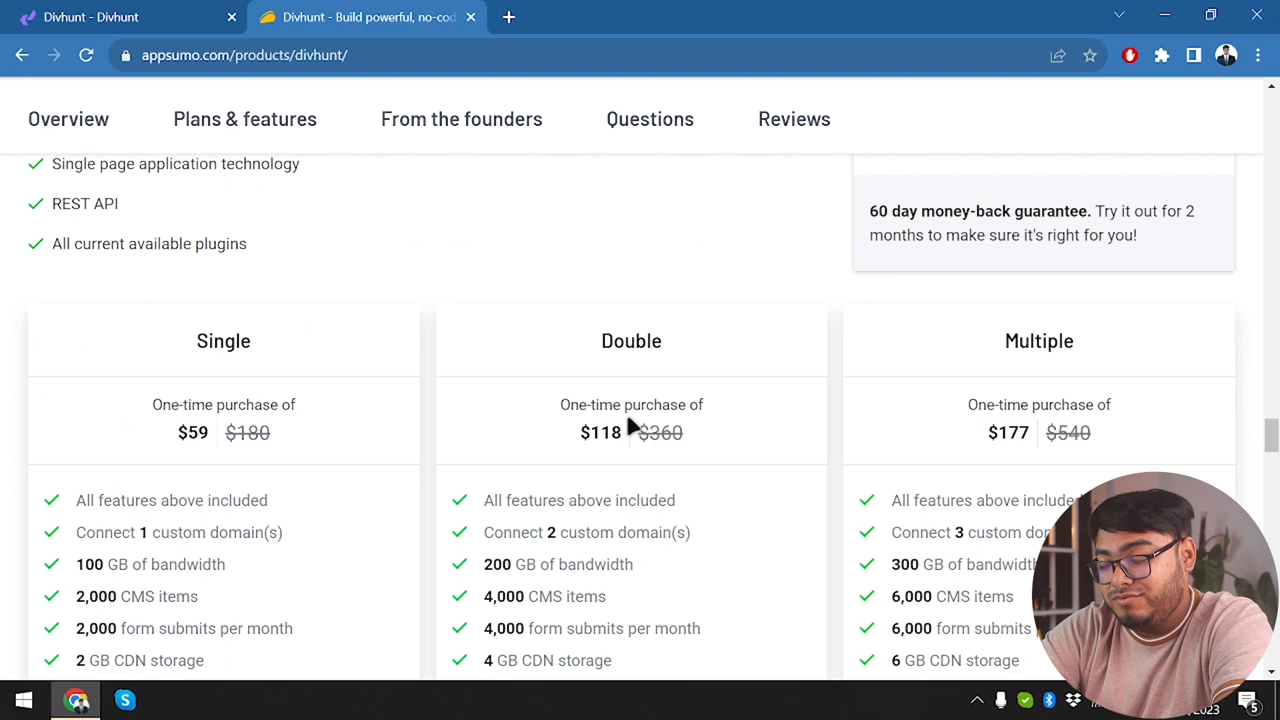 Divhunt - Divhunt
Divhunt - Build powerful, no-cod
appsumo.com/products/divhunt/
Overview
Plans & features
From the founders
Questions
Reviews
Single page application technology
REST API
All current available plugins
60 day money-back guarantee. Try it out for 2
months to make sure it's right for you!
Single
One-time purchase of
$59 $180
All features above included
Connect 1 custom domain(s)
100 GB of bandwidth
2,000 CMS items
2,000 form submits per month
2 GB CDN storage
Double
One-time purchase of
$118 $360
All features above included
Connect 2 custom domain(s)
200 GB of bandwidth
4,000 CMS items
4,000 form submits per month
4 GB CDN storage
Multiple
One-time purchase of
$177 $540
All features above included
Connect 3 custom dom
300 GB of bandwidth
6,000 CMS items
6,000 form submits
6 GB CDN storage
2023
5